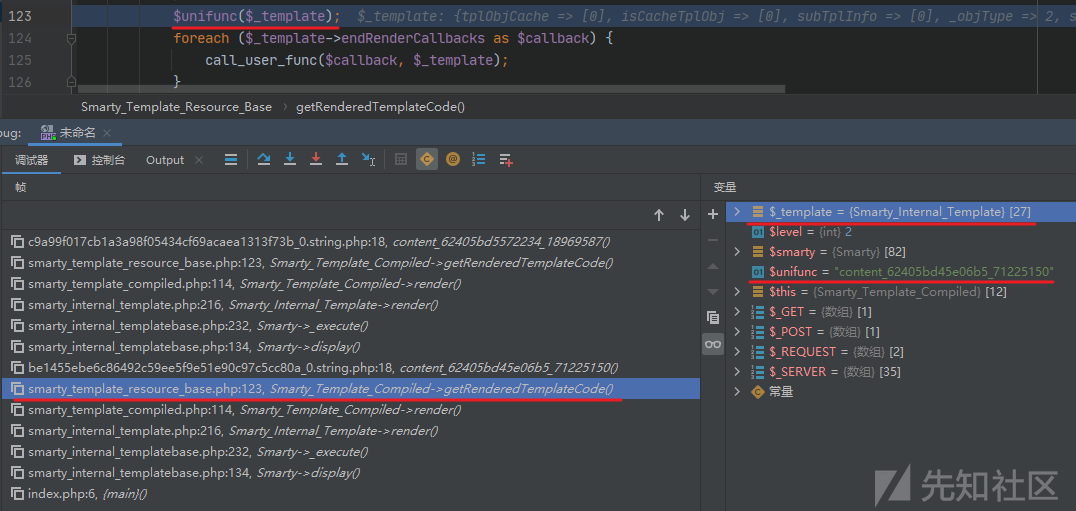 123 $unifunc($_template); $_template: {tplObjCache => [0], isCacheTplObj => [0], subTplInfo => [0], _objType => 2, s
124 foreach ($_template->endRenderCallbacks as $callback) {
125 call_user_func($callback, $_template);
126 }
Smarty_Template_Resource_Base › getRenderedTemplateCode()
bug: 未命名 ×
调试器 控制台 Output ×
帧
变量
c9a99f017cb1a3a98f05434cf69acaea1313f73b_0.string.php:18, content_62405bd5572234_18969587()
smarty_template_resource_base.php:123, Smarty_Template_Compiled->getRenderedTemplateCode()
smarty_template_compiled.php:114, Smarty_Template_Compiled->render()
smarty_internal_template.php:216, Smarty_Internal_Template->render()
smarty_internal_templatebase.php:232, Smarty->_execute()
smarty_internal_templatebase.php:134, Smarty->display()
be1455ebe6c86492c59ee5f9e51e90c97c5cc80a_0.string.php:18, content_62405bd45e06b5_71225150()
smarty_template_resource_base.php:123, Smarty_Template_Compiled->getRenderedTemplateCode()
smarty_template_compiled.php:114, Smarty_Template_Compiled->render()
smarty_internal_template.php:216, Smarty_Internal_Template->render()
smarty_internal_templatebase.php:232, Smarty->_execute()
smarty_internal_templatebase.php:134, Smarty->display()
index.php:6, {main}()
$_template = {Smarty_Internal_Template} [27]
$level = {int} 2
$smarty = {Smarty} [82]
$unifunc = "content_62405bd45e06b5_71225150"
$this = {Smarty_Template_Compiled} [12]
$_GET = {数组} [1]
$_POST = {数组} [1]
$_REQUEST = {数组} [2]
$_SERVER = {数组} [35]
常量
先知社区